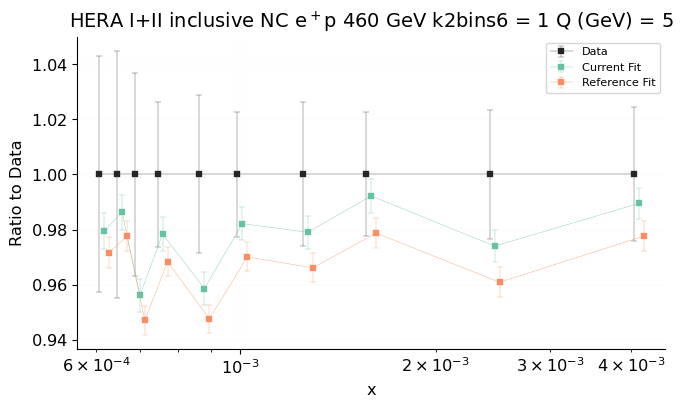 HERA I+II inclusive NC e⁺p 460 GeV k2bins6 = 1 Q (GeV) = 5
Ratio to Data
1.04
1.02
1.00
0.98
0.96
0.94
Data
Current Fit
Reference Fit
6 × 10⁻⁴
10⁻³
2 × 10⁻³
3 × 10⁻³
4 × 10⁻³
x